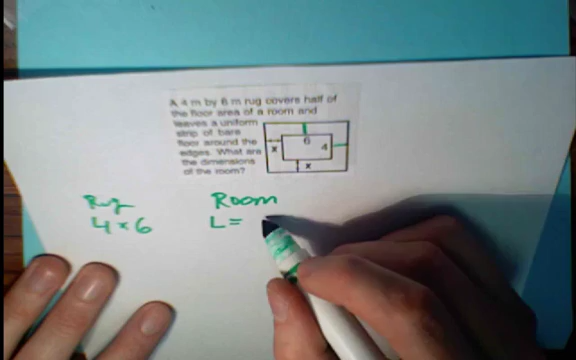 A 4 m by 6 m rug covers half of
the floor area of a room and
leaves a uniform
strip of bare
floor around the
edges. What are
the dimensions
of the room?
6
4
x
x
Rug Room
4 × 6 L =